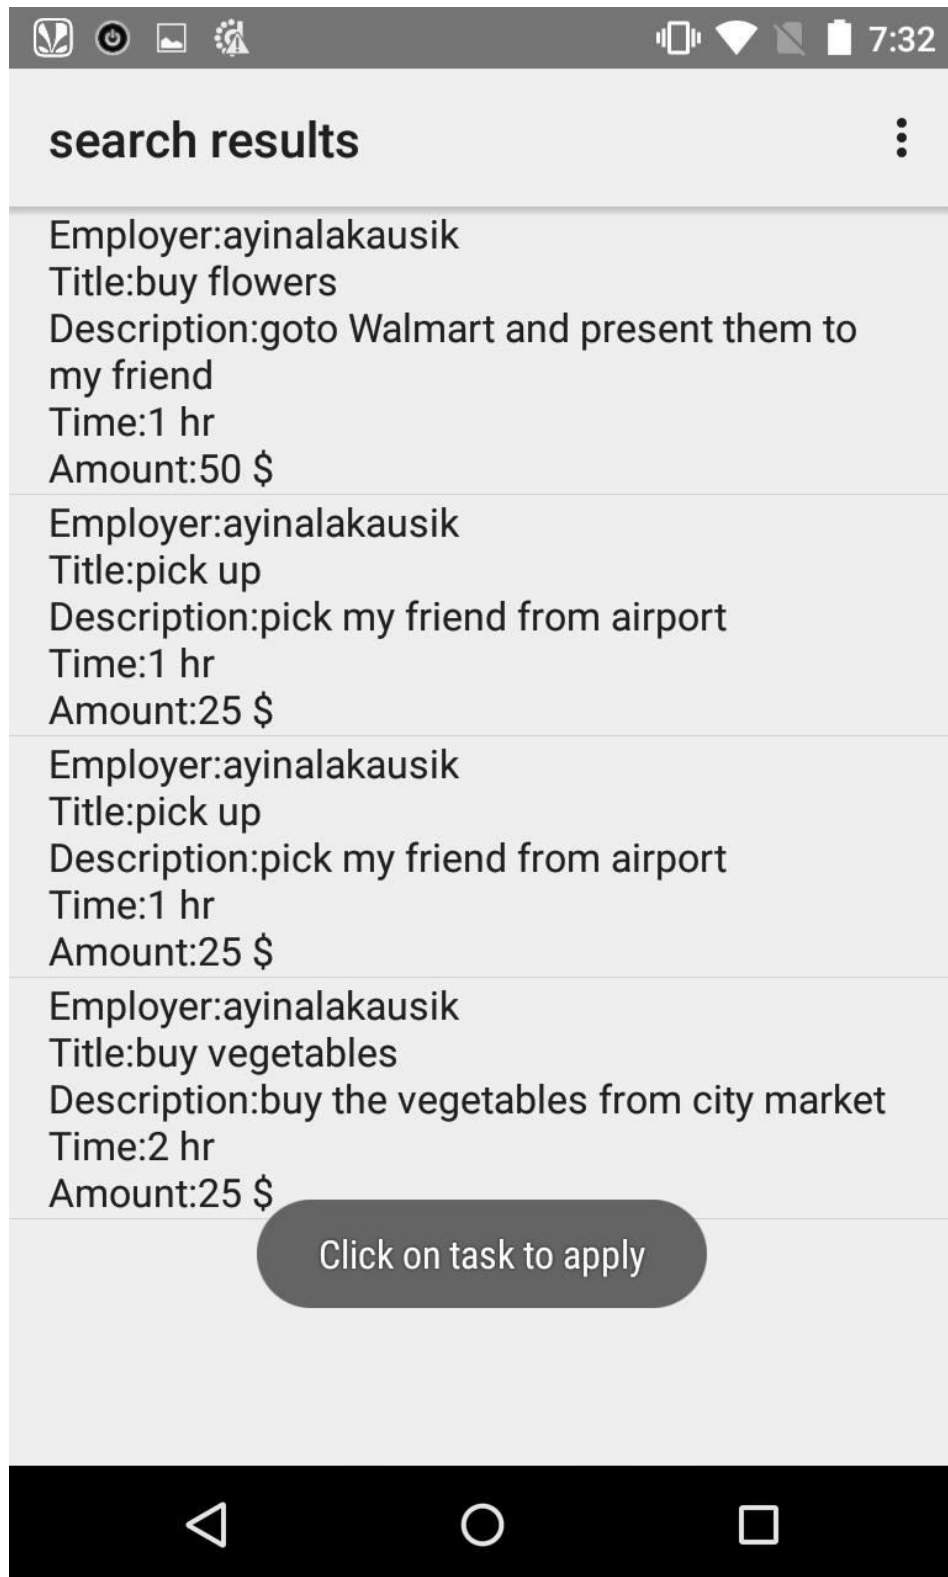 7:32
search results
Employer:ayinalakausik
Title:buy flowers
Description:goto Walmart and present them to
my friend
Time:1 hr
Amount:50 $
Employer:ayinalakausik
Title:pick up
Description:pick my friend from airport
Time:1 hr
Amount:25 $
Employer:ayinalakausik
Title:pick up
Description:pick my friend from airport
Time:1 hr
Amount:25 $
Employer:ayinalakausik
Title:buy vegetables
Description:buy the vegetables from city market
Time:2 hr
Amount:25 $
Click on task to apply